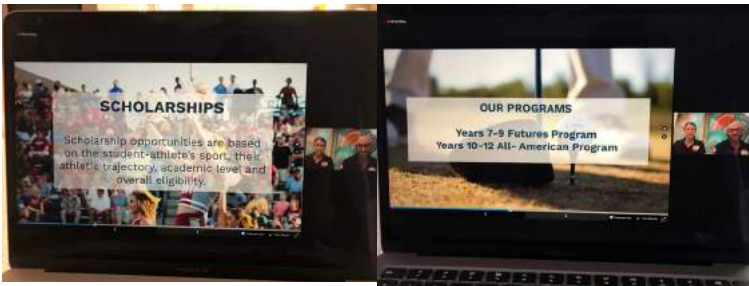 SCHOLARSHIPS
Scholarship opportunities are based
on the student-athlete's sport, their
athletic trajectory, academic level and
overall eligibility.
OUR PROGRAMS
Years 7-9 Futures Program
Years 10-12 All- American Program